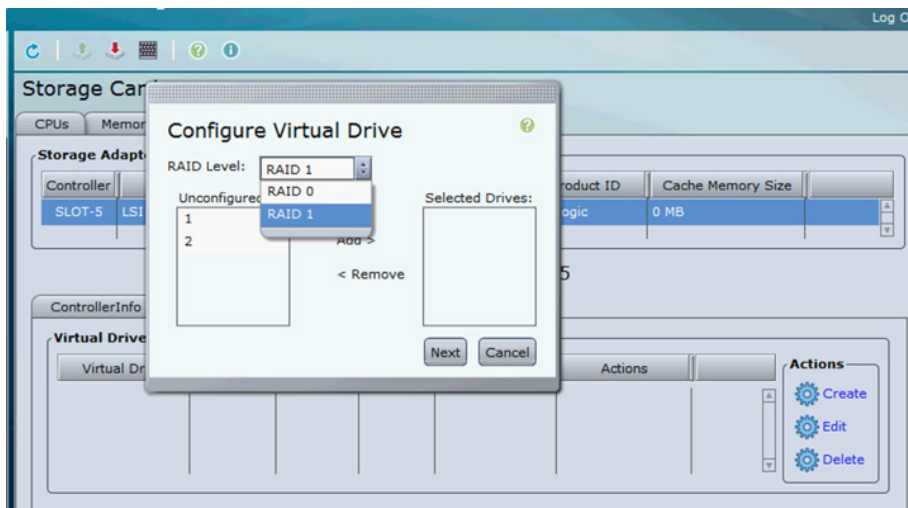 Log O
Storage Car
CPUs Memor
Storage Adapt
Controller roduct ID Cache Memory Size
SLOT-5 LSI ogic 0 MB
5
Configure Virtual Drive
RAID Level: RAID 1
RAID 0
RAID 1
Unconfigured
1
2
Add >
< Remove
Selected Drives:
Next Cancel
ControllerInfo
Virtual Drive
Virtual Dr Actions
Actions
Create
Edit
Delete